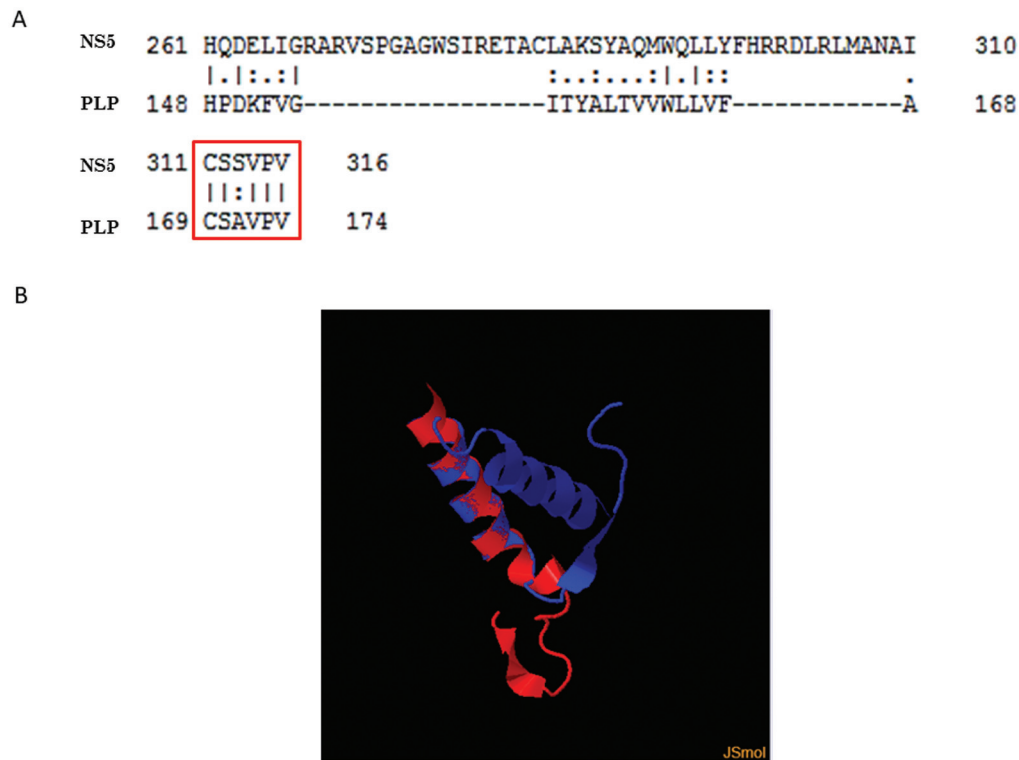 A
NS5 261 HQDELIGRARVSPGAGWSIRETACLAKSYAQMWQLLYFHRRDLRLMANAI 310
|.|:.:|                 :..:...:|.|::            .
PLP 148 HPDKFVG-----------------ITYALTVVWLLVF------------A 168
NS5 311 CSSVPV 316
||:|||
PLP 169 CSAVPV 174
B
JSmol